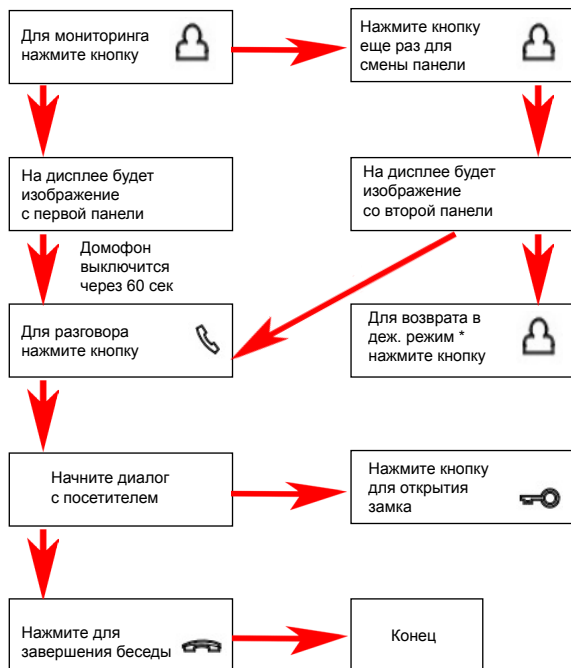 Для мониторинга
нажмите кнопку
Нажмите кнопку
еще раз для
смены панели
На дисплее будет
изображение
с первой панели
На дисплее будет
изображение
со второй панели
Домофон
выключится
через 60 сек
Для разговора
нажмите кнопку
Для возврата в
деж. режим *
нажмите кнопку
Начните диалог
с посетителем
Нажмите кнопку
для открытия
замка
Нажмите для
завершения беседы
Конец